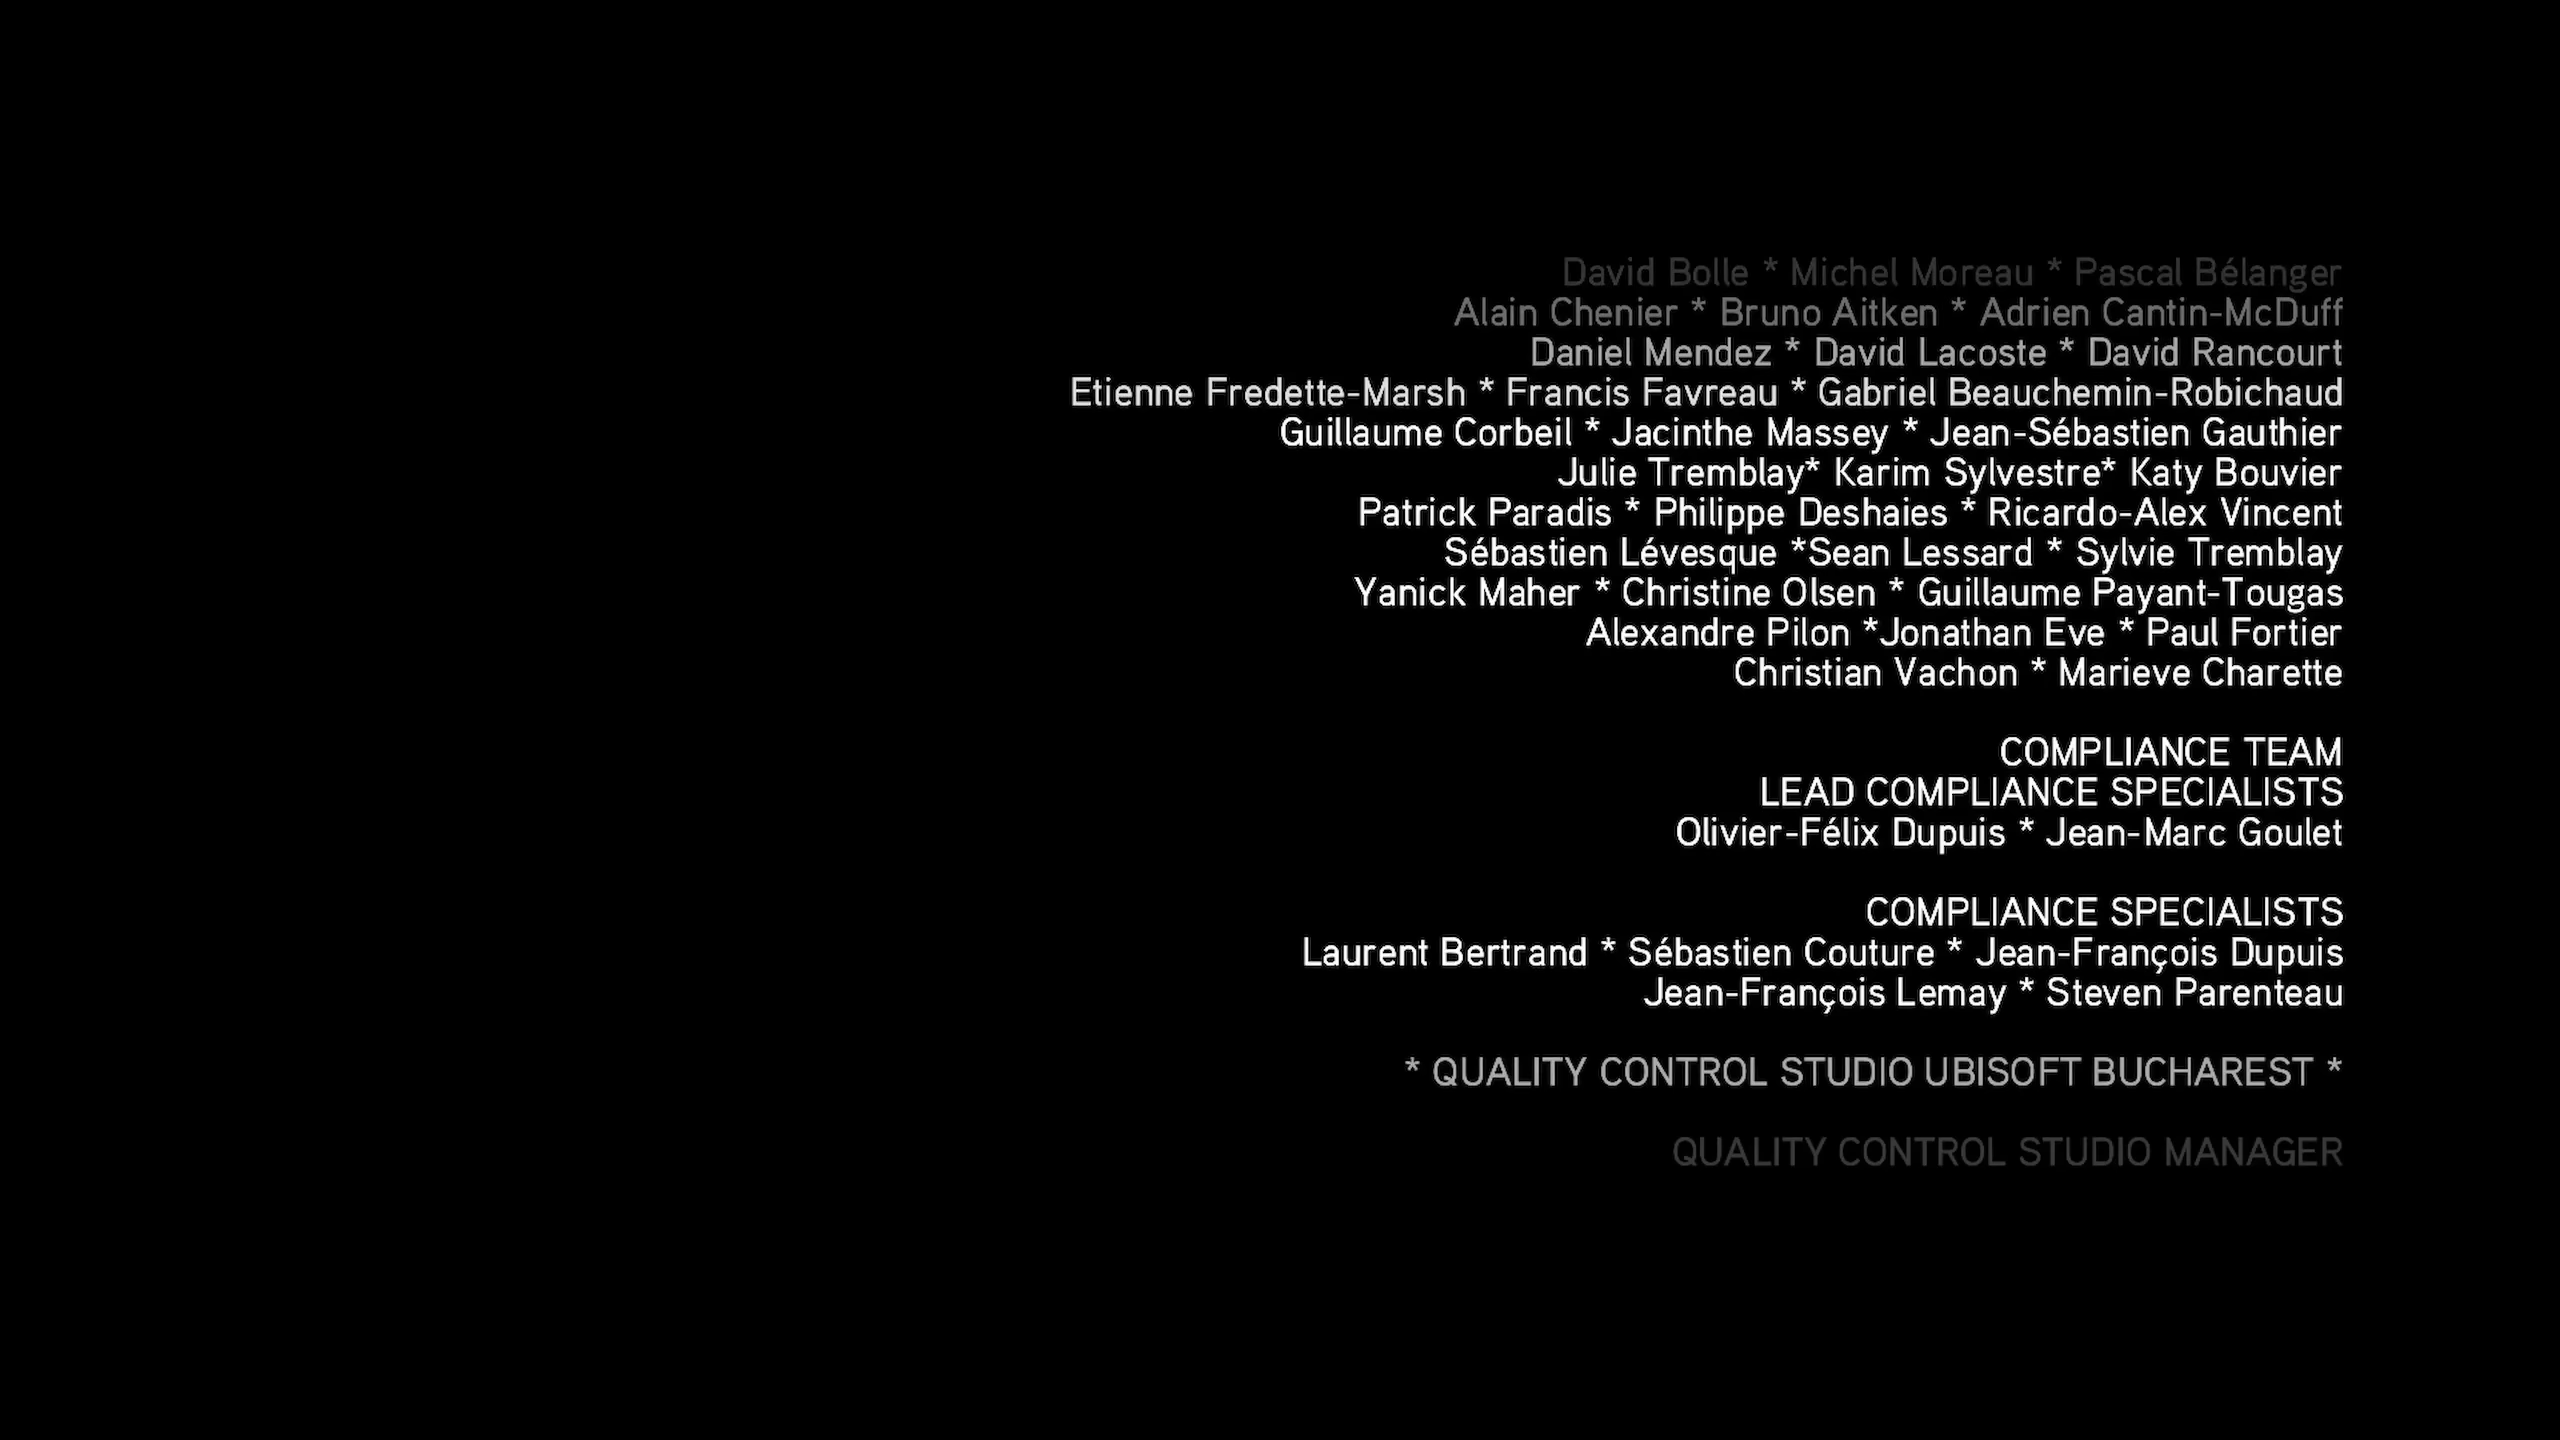 David Bolle * Michel Moreau * Pascal Bélanger
Alain Chenier * Bruno Aitken * Adrien Cantin-McDuff
Daniel Mendez * David Lacoste * David Rancourt
Etienne Fredette-Marsh * Francis Favreau * Gabriel Beauchemin-Robichaud
Guillaume Corbeil * Jacinthe Massey * Jean-Sébastien Gauthier
Julie Tremblay* Karim Sylvestre* Katy Bouvier
Patrick Paradis * Philippe Deshaies * Ricardo-Alex Vincent
Sébastien Lévesque *Sean Lessard * Sylvie Tremblay
Yanick Maher * Christine Olsen * Guillaume Payant-Tougas
Alexandre Pilon *Jonathan Eve * Paul Fortier
Christian Vachon * Marieve Charette
COMPLIANCE TEAM
LEAD COMPLIANCE SPECIALISTS
Olivier-Félix Dupuis * Jean-Marc Goulet
COMPLIANCE SPECIALISTS
Laurent Bertrand * Sébastien Couture * Jean-François Dupuis
Jean-François Lemay * Steven Parenteau
* QUALITY CONTROL STUDIO UBISOFT BUCHAREST *
QUALITY CONTROL STUDIO MANAGER